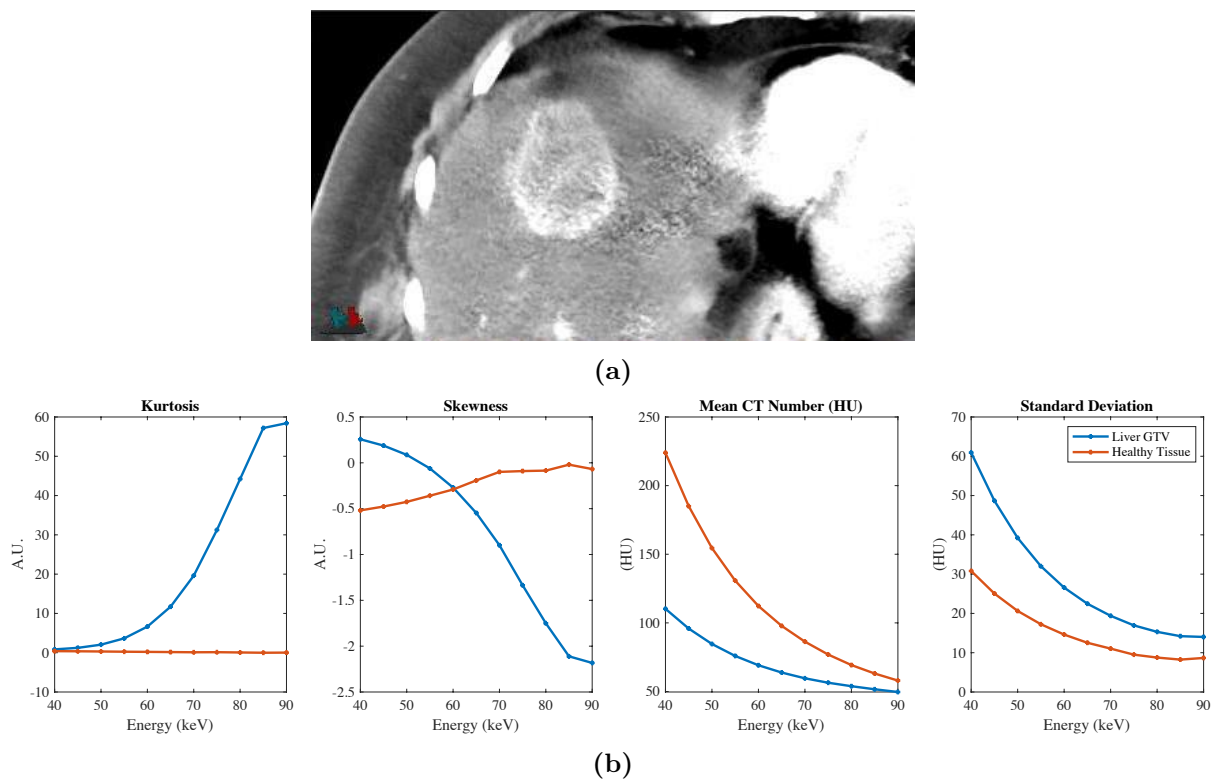 (a)
Kurtosis
60
50
40
30
20
10
0
-10
A.U.
40 50 60 70 80 90
Energy (keV)
Skewness
0.5
0
-0.5
-1
-1.5
-2
-2.5
A.U.
40 50 60 70 80 90
Energy (keV)
Mean CT Number (HU)
250
200
150
100
50
(HU)
40 50 60 70 80 90
Energy (keV)
Standard Deviation
70
60
50
40
30
20
10
0
(HU)
Liver GTV
Healthy Tissue
40 50 60 70 80 90
Energy (keV)
(b)